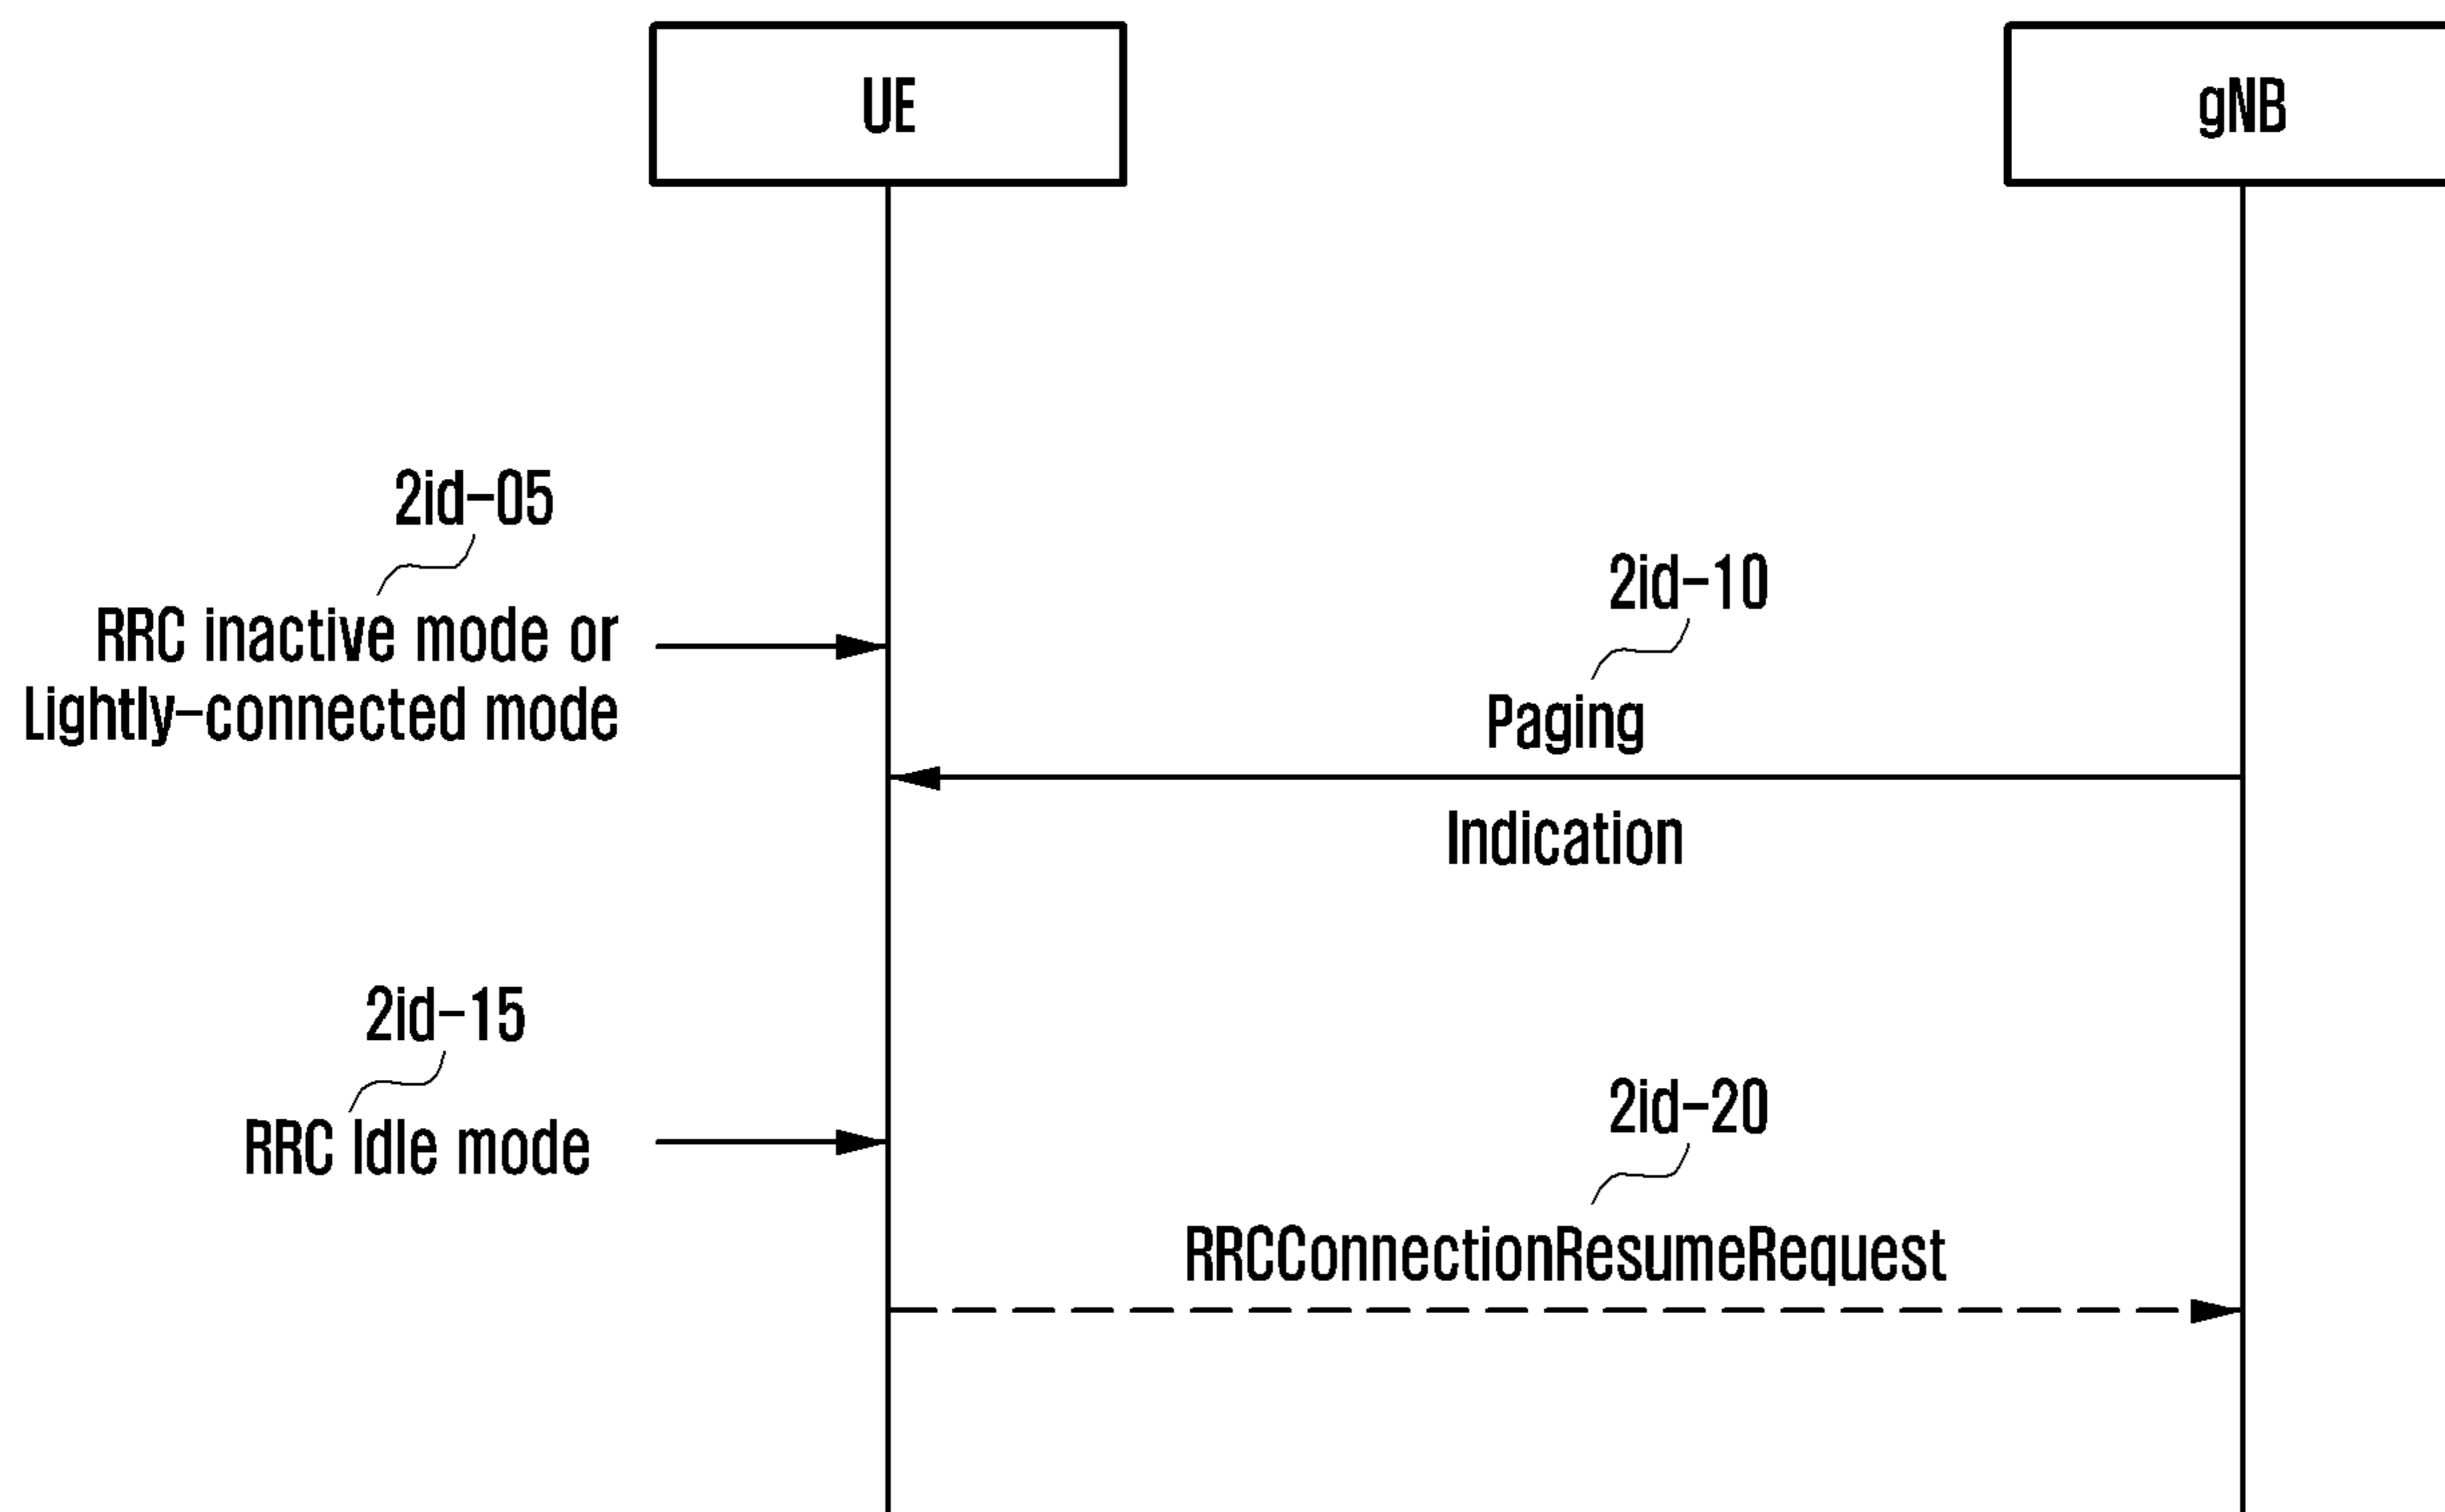 UE
gNB
2id-05
RRC inactive mode or
Lightly-connected mode
2id-10
Paging
Indication
2id-15
RRC Idle mode
2id-20
RRCConnectionResumeRequest